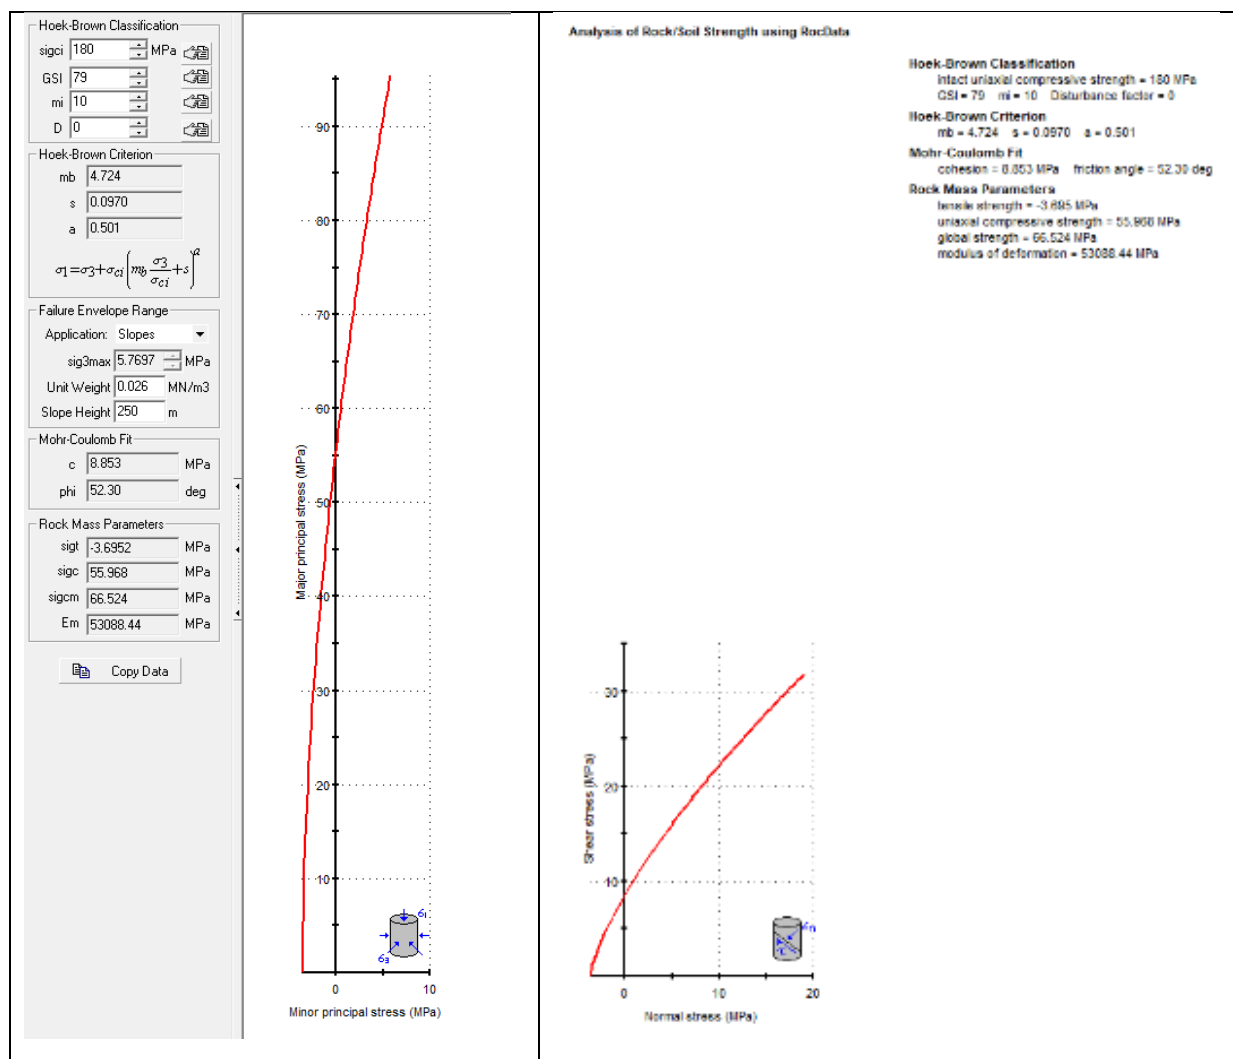 Hoek-Brown Classification
sigci 180 MPa
GSI 79
mi 10
D 0
Hoek-Brown Criterion
mb 4.724
s 0.0970
a 0.501
σ1=σ3+σci(mb σ3/σci+s)^a
Failure Envelope Range
Application: Slopes
sig3max 5.7697 MPa
Unit Weight 0.026 MN/m3
Slope Height 250 m
Mohr-Coulomb Fit
c 8.853 MPa
phi 52.30 deg
Rock Mass Parameters
sigt -3.6952 MPa
sigc 55.968 MPa
sigcm 66.524 MPa
Em 53088.44 MPa
Copy Data
Major principal stress (MPa)
90
80
70
60
50
40
30
20
10
σ1
σ3
0 10
Minor principal stress (MPa)
Analysis of Rock/Soil Strength using RocData
Hoek-Brown Classification
intact uniaxial compressive strength = 180 MPa
GSI = 79 mi = 10 Disturbance factor = 0
Hoek-Brown Criterion
mb = 4.724 s = 0.0970 a = 0.501
Mohr-Coulomb Fit
cohesion = 8.853 MPa friction angle = 52.30 deg
Rock Mass Parameters
tensile strength = -3.695 MPa
uniaxial compressive strength = 55.968 MPa
global strength = 66.524 MPa
modulus of deformation = 53088.44 MPa
Shear stress (MPa)
30
20
10
σn
τ
0 10 20
Normal stress (MPa)